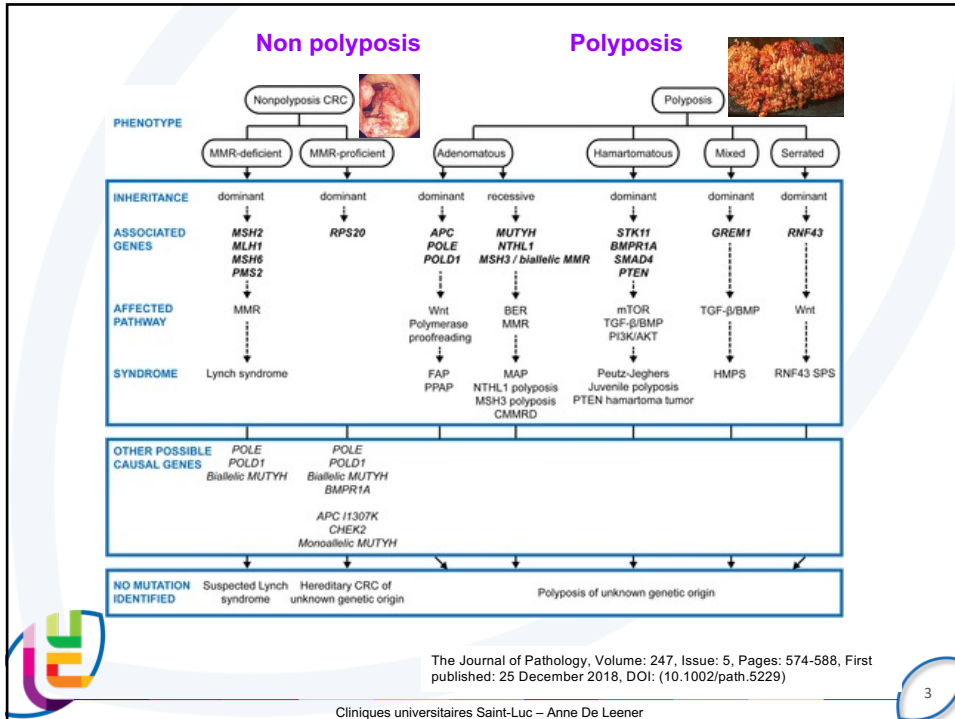 Non polyposis Polyposis
Nonpolyposis CRC Polyposis
PHENOTYPE
MMR-deficient MMR-proficient Adenomatous Hamartomatous Mixed Serrated
INHERITANCE dominant dominant dominant recessive dominant dominant dominant
ASSOCIATED MSH2 RPS20 APC MUTYH STK11 GREM1 RNF43
GENES MLH1 POLE NTHL1 BMPR1A
MSH6 POLD1 MSH3 / biallelic MMR SMAD4
PMS2 PTEN
AFFECTED MMR Wnt BER mTOR TGF-β/BMP Wnt
PATHWAY Polymerase MMR TGF-β/BMP
proofreading PI3K/AKT
SYNDROME Lynch syndrome FAP MAP Peutz-Jeghers HMPS RNF43 SPS
PPAP NTHL1 polyposis Juvenile polyposis
MSH3 polyposis PTEN hamartoma tumor
CMMRD
OTHER POSSIBLE POLE POLE
CAUSAL GENES POLD1 POLD1
Biallelic MUTYH Biallelic MUTYH
BMPR1A
APC I1307K
CHEK2
Monoallelic MUTYH
NO MUTATION Suspected Lynch Hereditary CRC of Polyposis of unknown genetic origin
IDENTIFIED syndrome unknown genetic origin
The Journal of Pathology, Volume: 247, Issue: 5, Pages: 574-588, First
published: 25 December 2018, DOI: (10.1002/path.5229)
3
Cliniques universitaires Saint-Luc – Anne De Leener